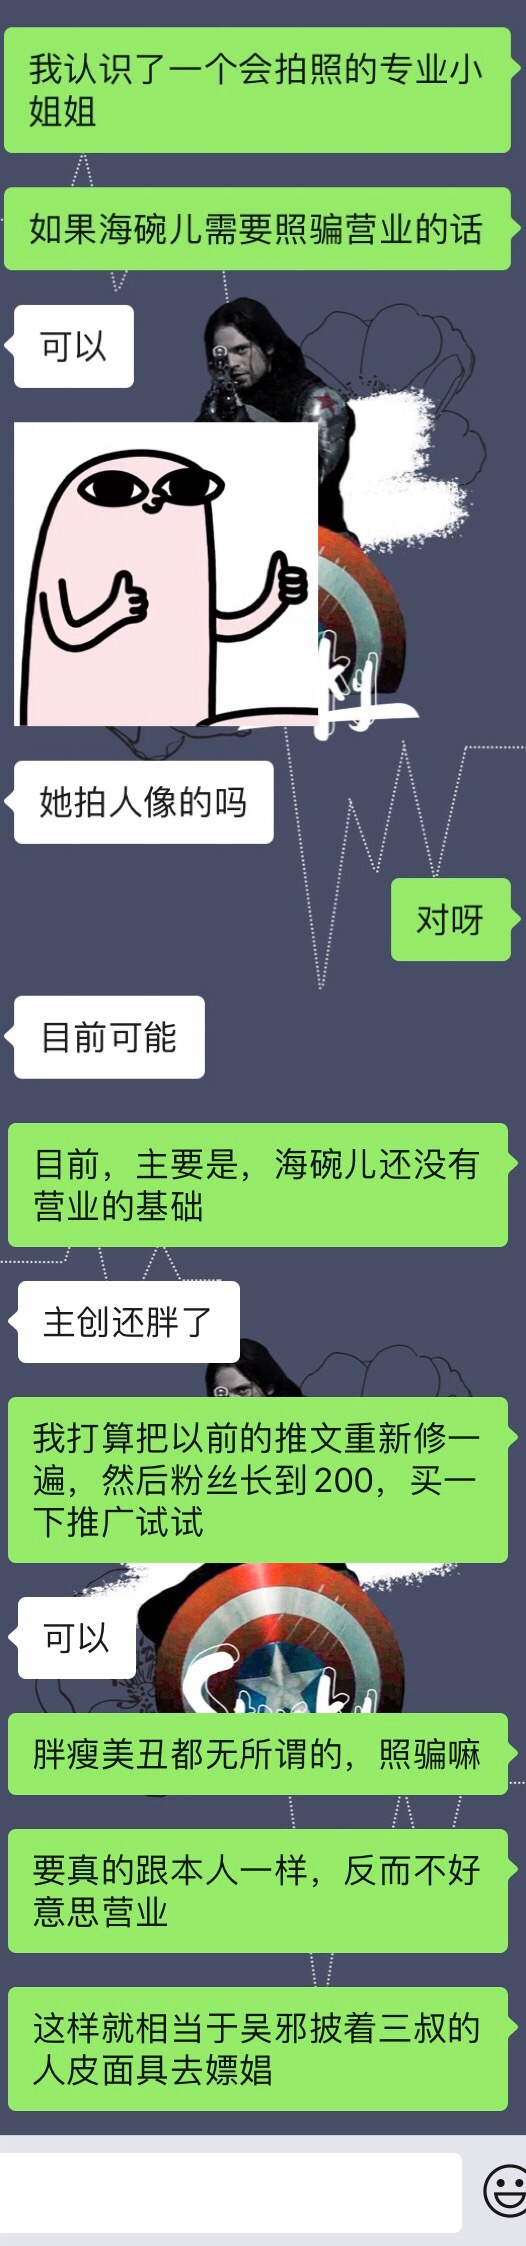 我认识了一个会拍照的专业小
姐姐
如果海碗儿需要照骗营业的话
可以
她拍人像的吗
对呀
目前可能
目前，主要是，海碗儿还没有
营业的基础
主创还胖了
我打算把以前的推文重新修一
遍，然后粉丝长到200，买一
下推广试试
可以
胖瘦美丑都无所谓的，照骗嘛
要真的跟本人一样，反而不好
意思营业
这样就相当于吴邪披着三叔的
人皮面具去嫖娼